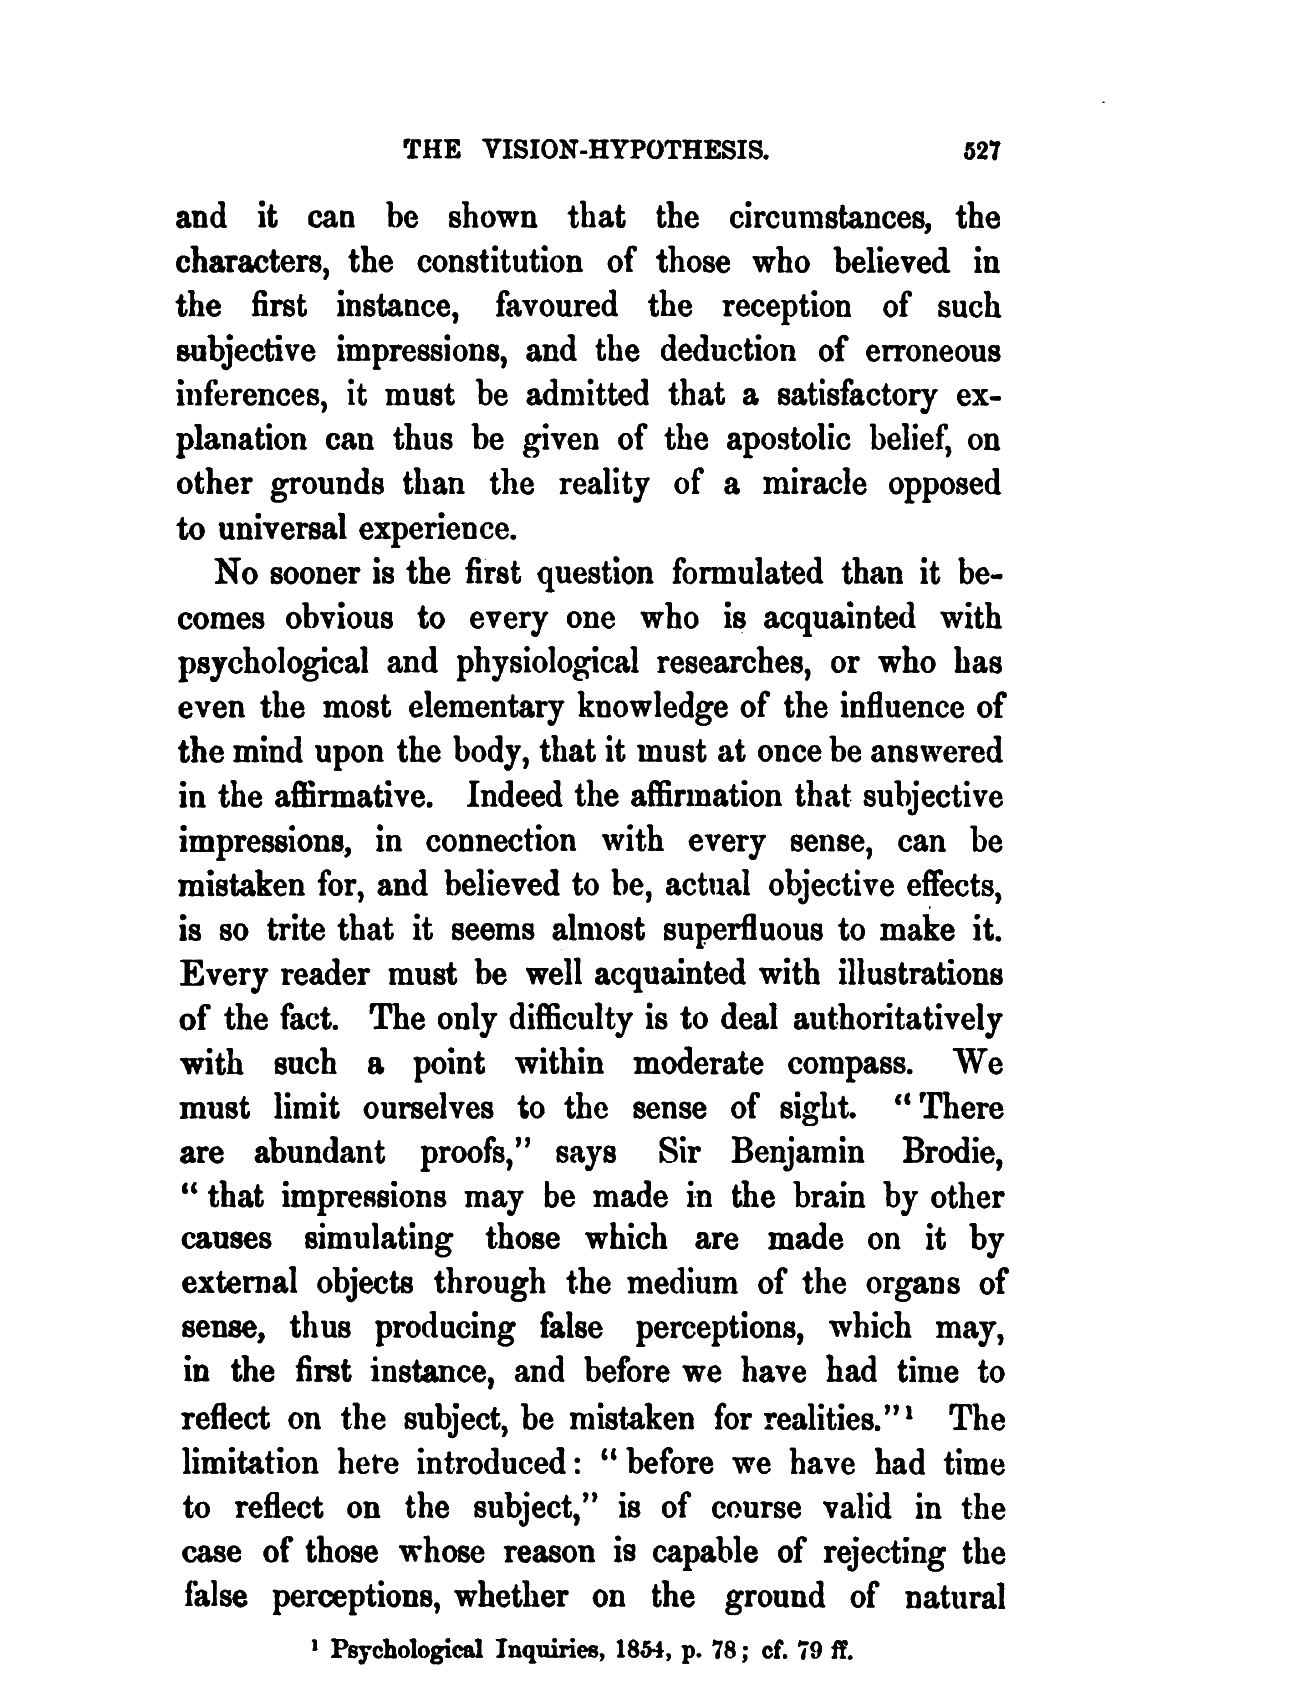 THE VISION-HYPOTHESIS. 527
and it can be shown that the circumstances, the
characters, the constitution of those who believed in
the first instance, favoured the reception of such
subjective impressions, and the deduction of erroneous
inferences, it must be admitted that a satisfactory ex-
planation can thus be given of the apostolic belief, on
other grounds than the reality of a miracle opposed
to universal experience.
No sooner is the first question formulated than it be-
comes obvious to every one who is acquainted with
psychological and physiological researches, or who has
even the most elementary knowledge of the influence of
the mind upon the body, that it must at once be answered
in the affirmative. Indeed the affirmation that subjective
impressions, in connection with every sense, can be
mistaken for, and believed to be, actual objective effects,
is so trite that it seems almost superfluous to make it.
Every reader must be well acquainted with illustrations
of the fact. The only difficulty is to deal authoritatively
with such a point within moderate compass. We
must limit ourselves to the sense of sight. “There
are abundant proofs,” says Sir Benjamin Brodie,
“that impressions may be made in the brain by other
causes simulating those which are made on it by
external objects through the medium of the organs of
sense, thus producing false perceptions, which may,
in the first instance, and before we have had time to
reflect on the subject, be mistaken for realities.”¹ The
limitation here introduced: “before we have had time
to reflect on the subject,” is of course valid in the
case of those whose reason is capable of rejecting the
false perceptions, whether on the ground of natural
¹ Psychological Inquiries, 1854, p. 78; cf. 79 ff.